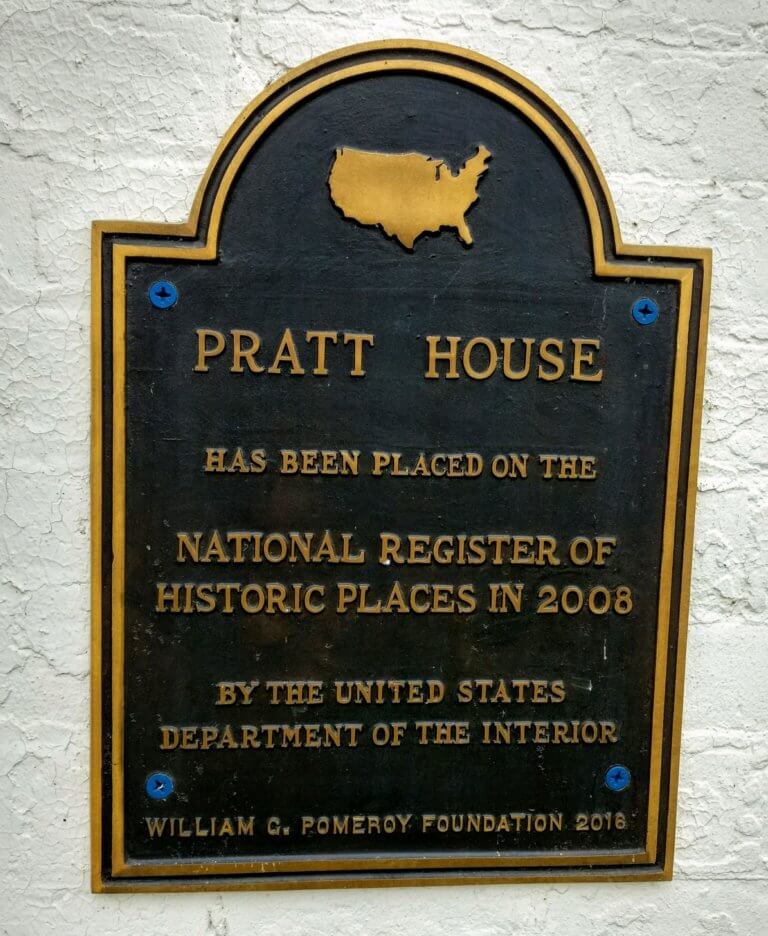 PRATT HOUSE
HAS BEEN PLACED ON THE
NATIONAL REGISTER OF
HISTORIC PLACES IN 2008
BY THE UNITED STATES
DEPARTMENT OF THE INTERIOR
WILLIAM G. POMEROY FOUNDATION 2016